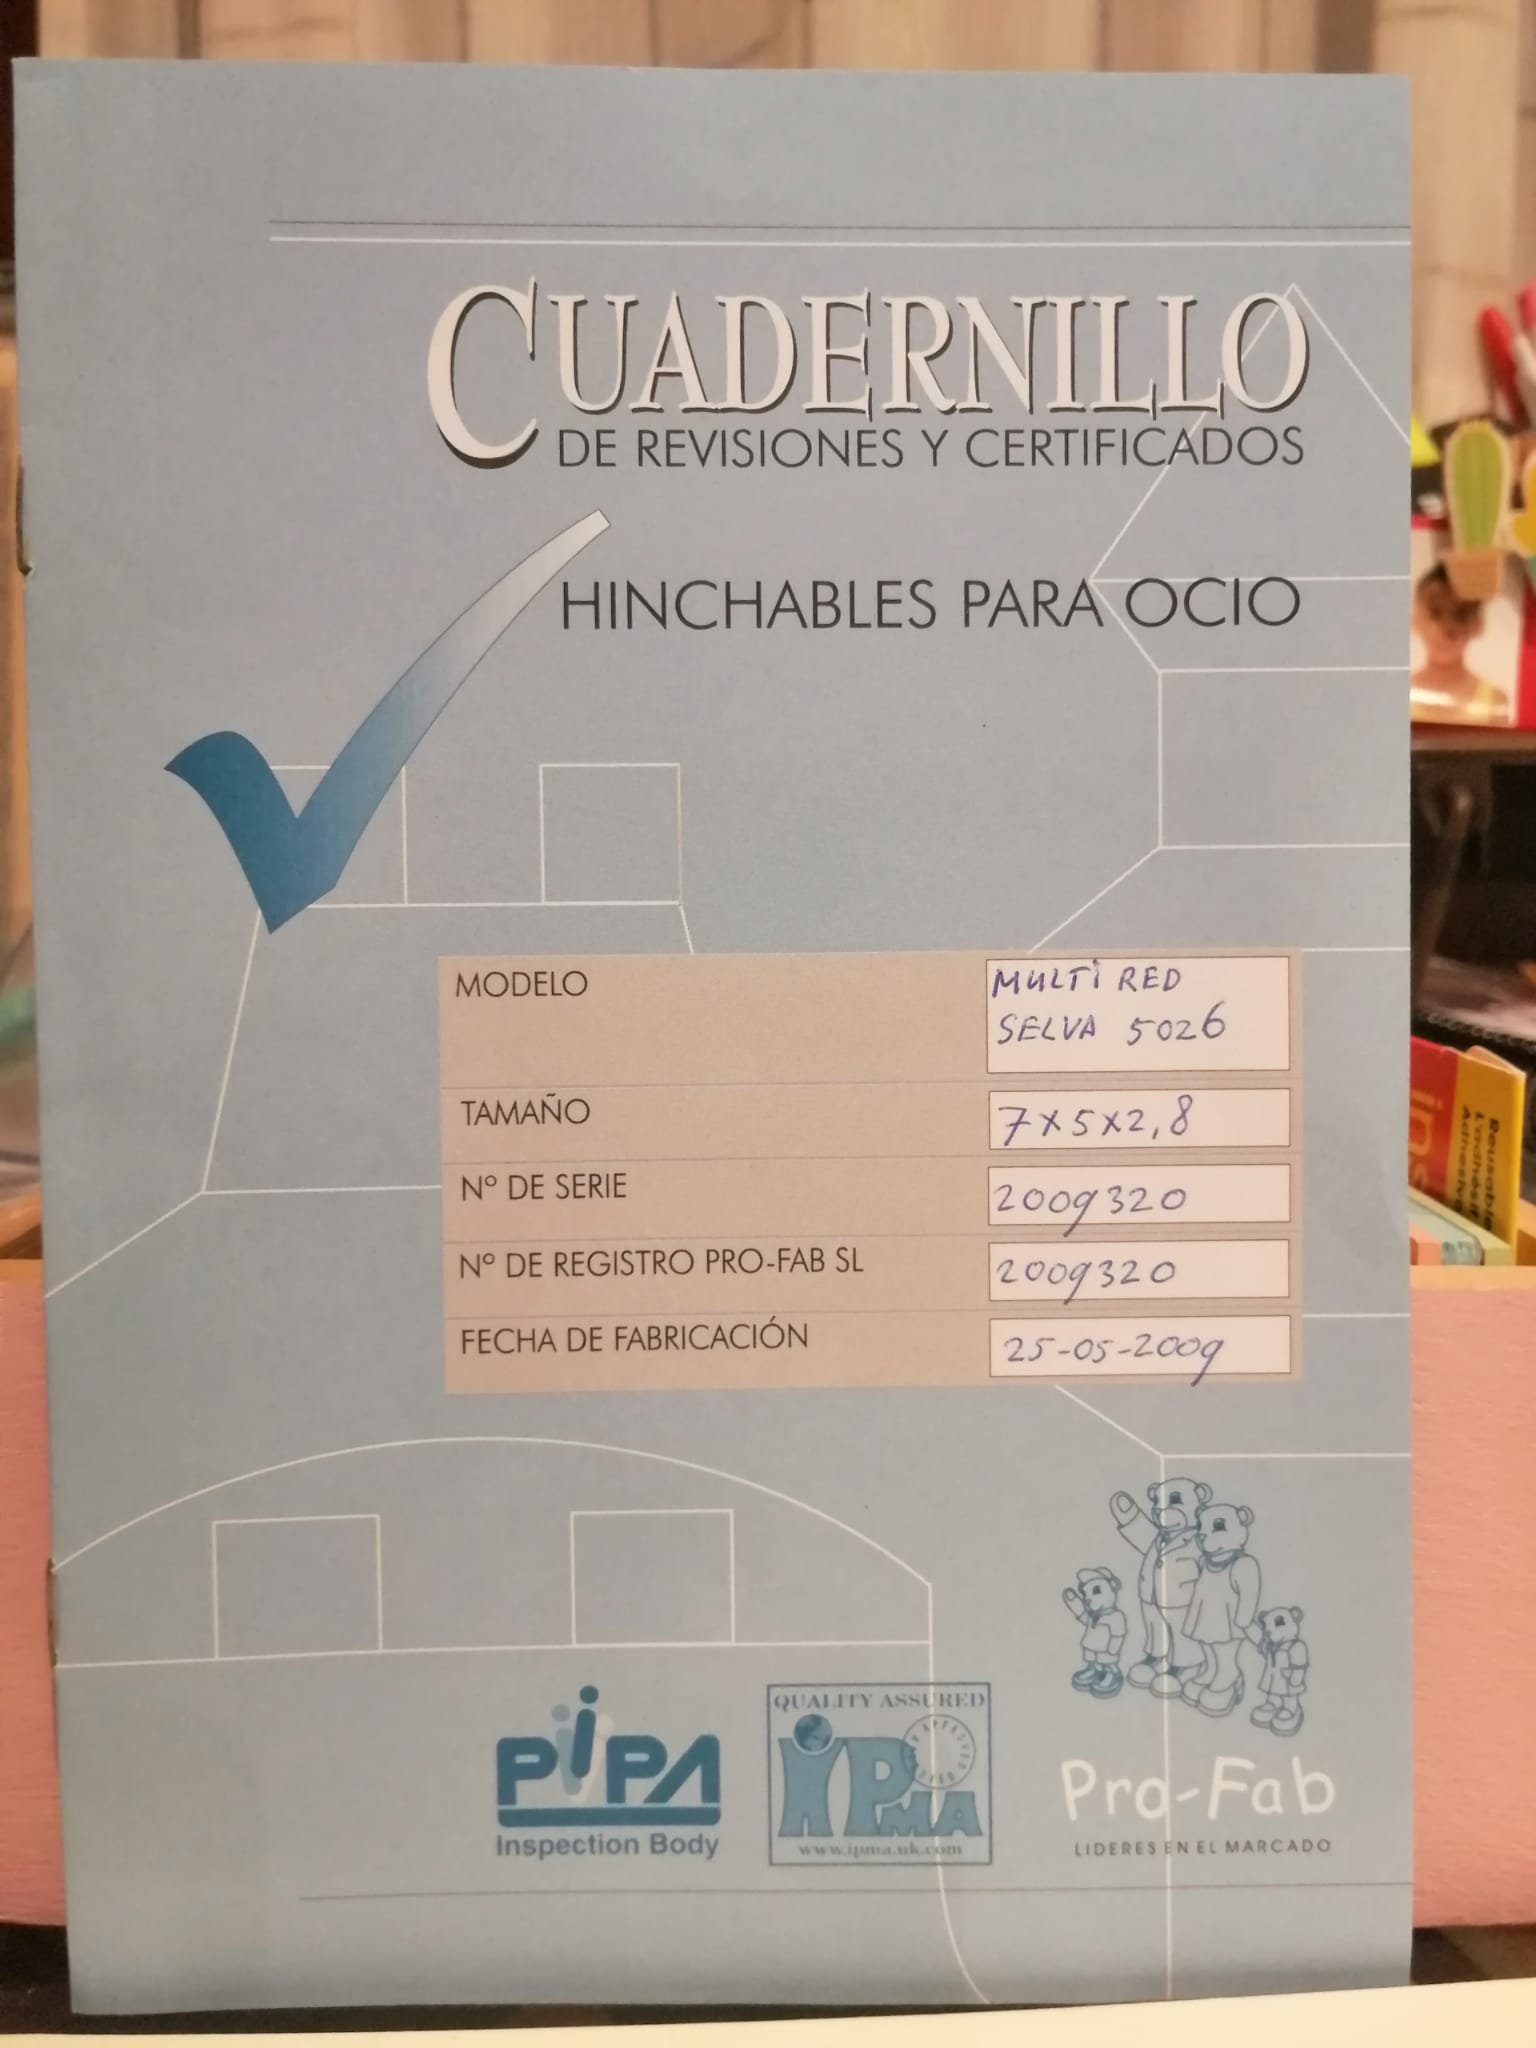 CUADERNILLO
DE REVISIONES Y CERTIFICADOS
HINCHABLES PARA OCIO
MODELO
MULTI RED
SELVA 5026
TAMAÑO
7x5x2,8
Nº DE SERIE
2009320
Nº DE REGISTRO PRO-FAB SL
2009320
FECHA DE FABRICACIÓN
25-05-2009
PiPA
Inspection Body
QUALITY ASSURED
iPMA
www.ipma.uk.com
Pro-Fab
LIDERES EN EL MARCADO
Reusable
L'adhésif